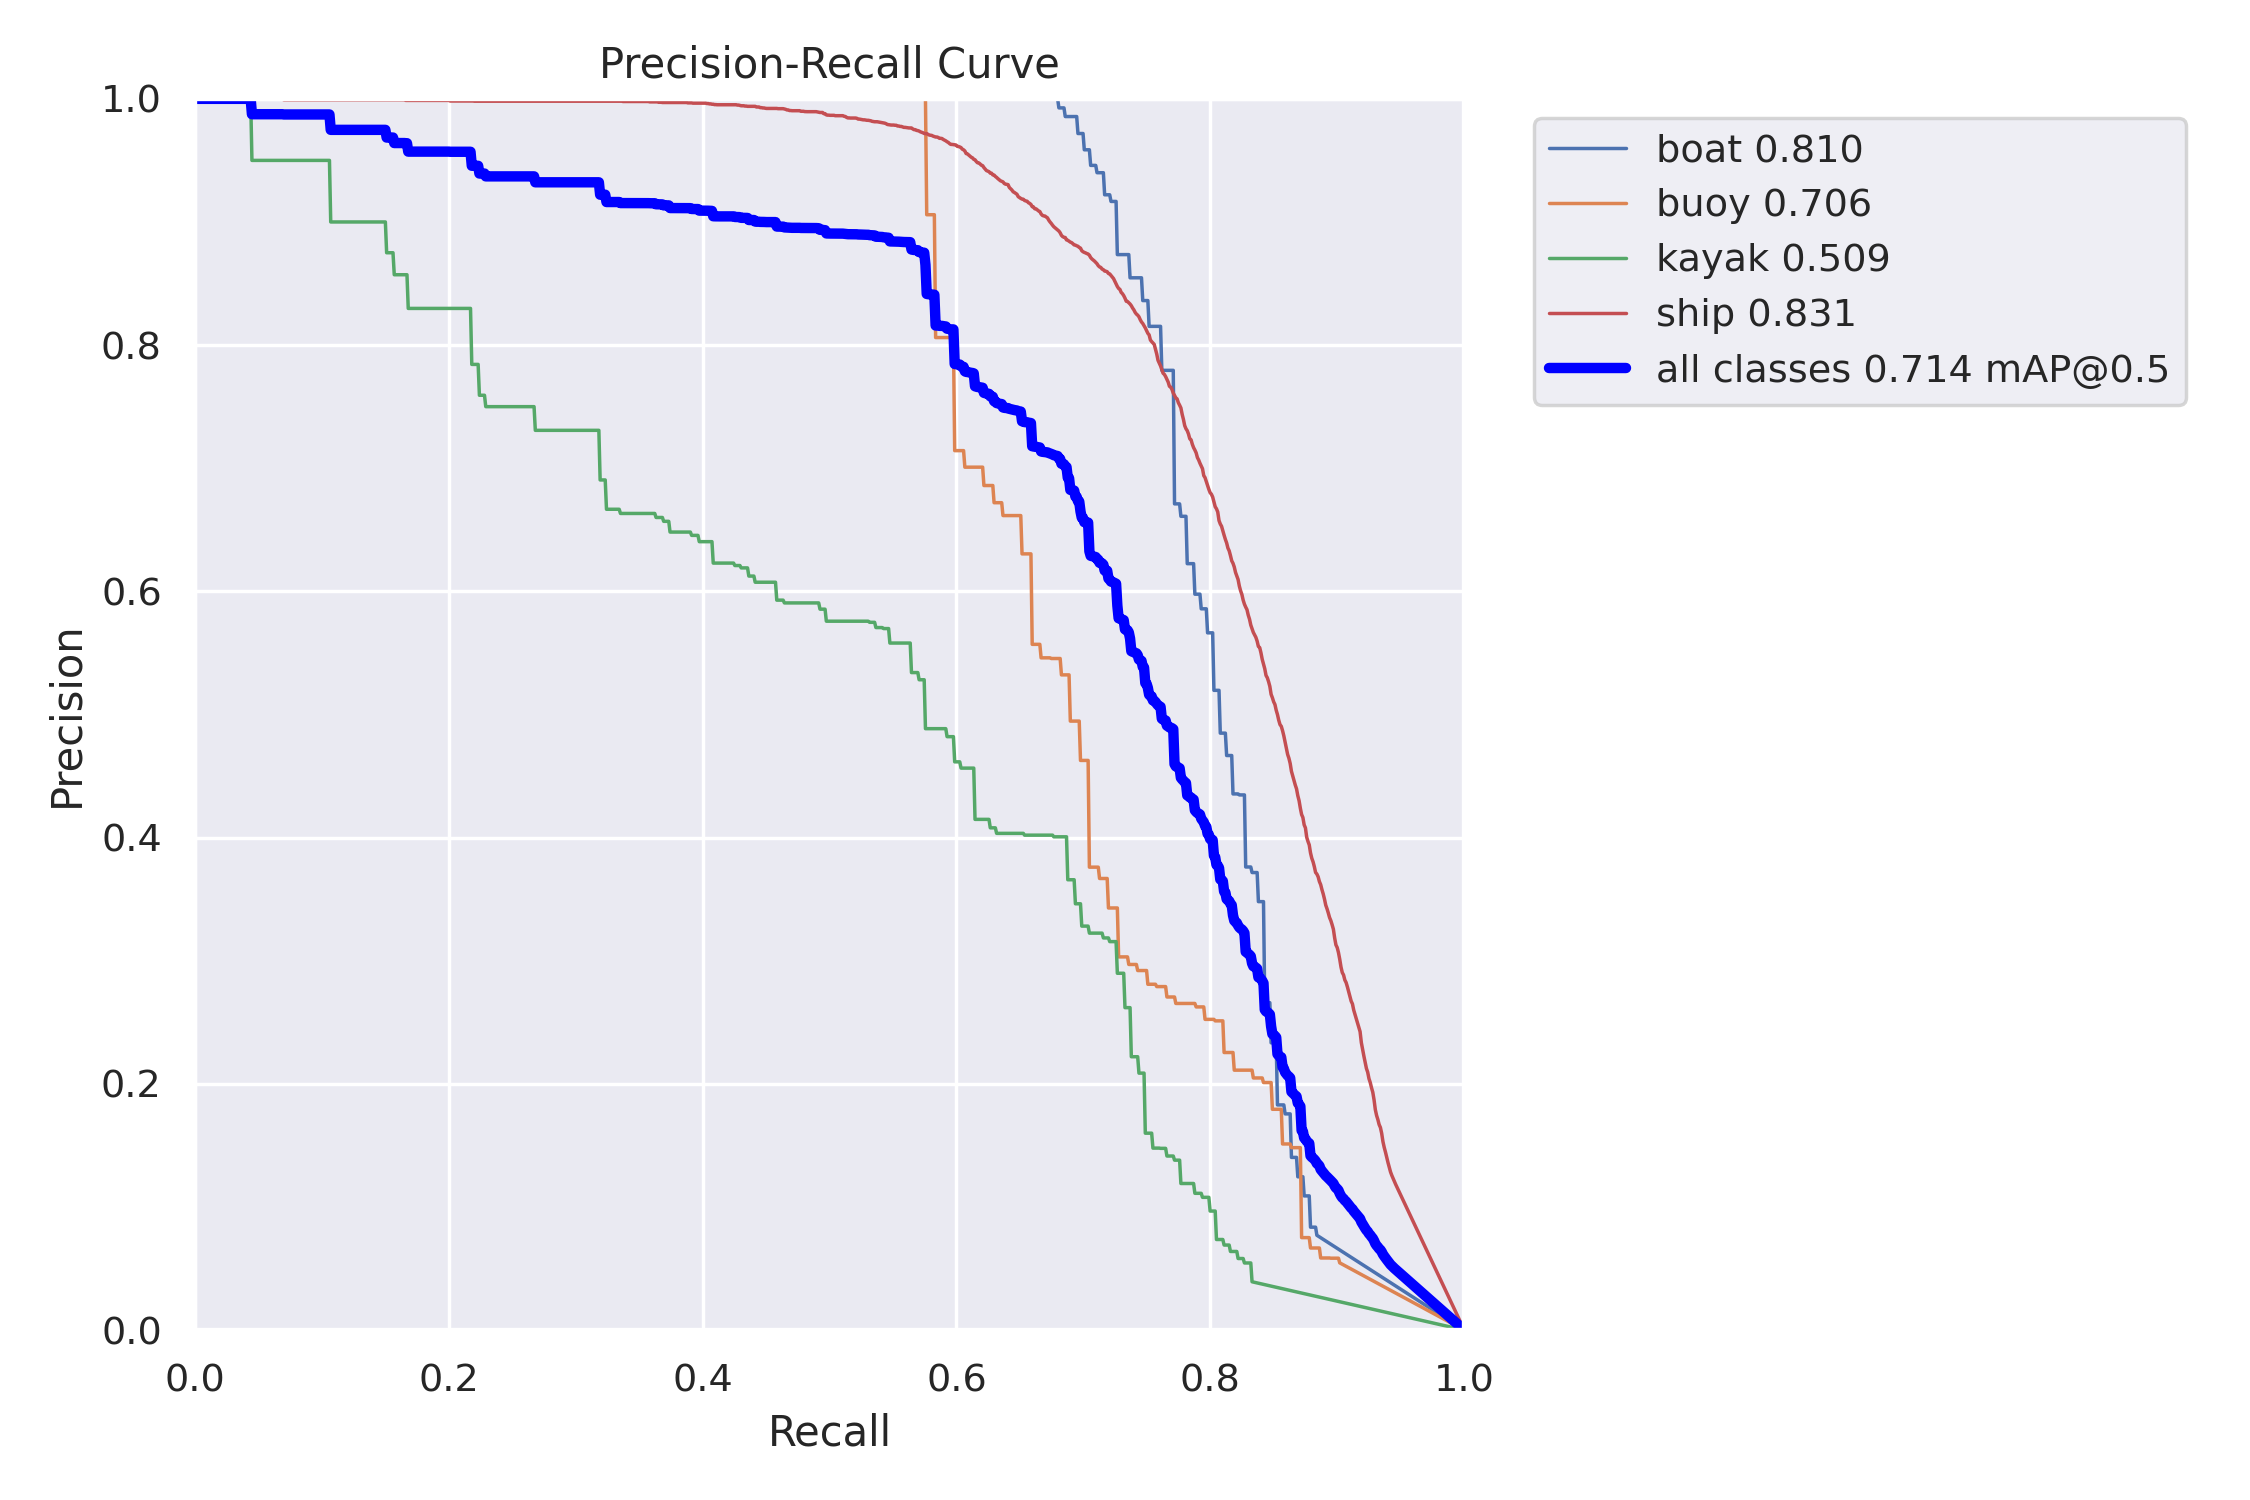 Precision-Recall Curve
1.0
0.8
0.6
0.4
0.2
0.0
Precision
0.0 0.2 0.4 0.6 0.8 1.0
Recall
boat 0.810
buoy 0.706
kayak 0.509
ship 0.831
all classes 0.714 mAP@0.5